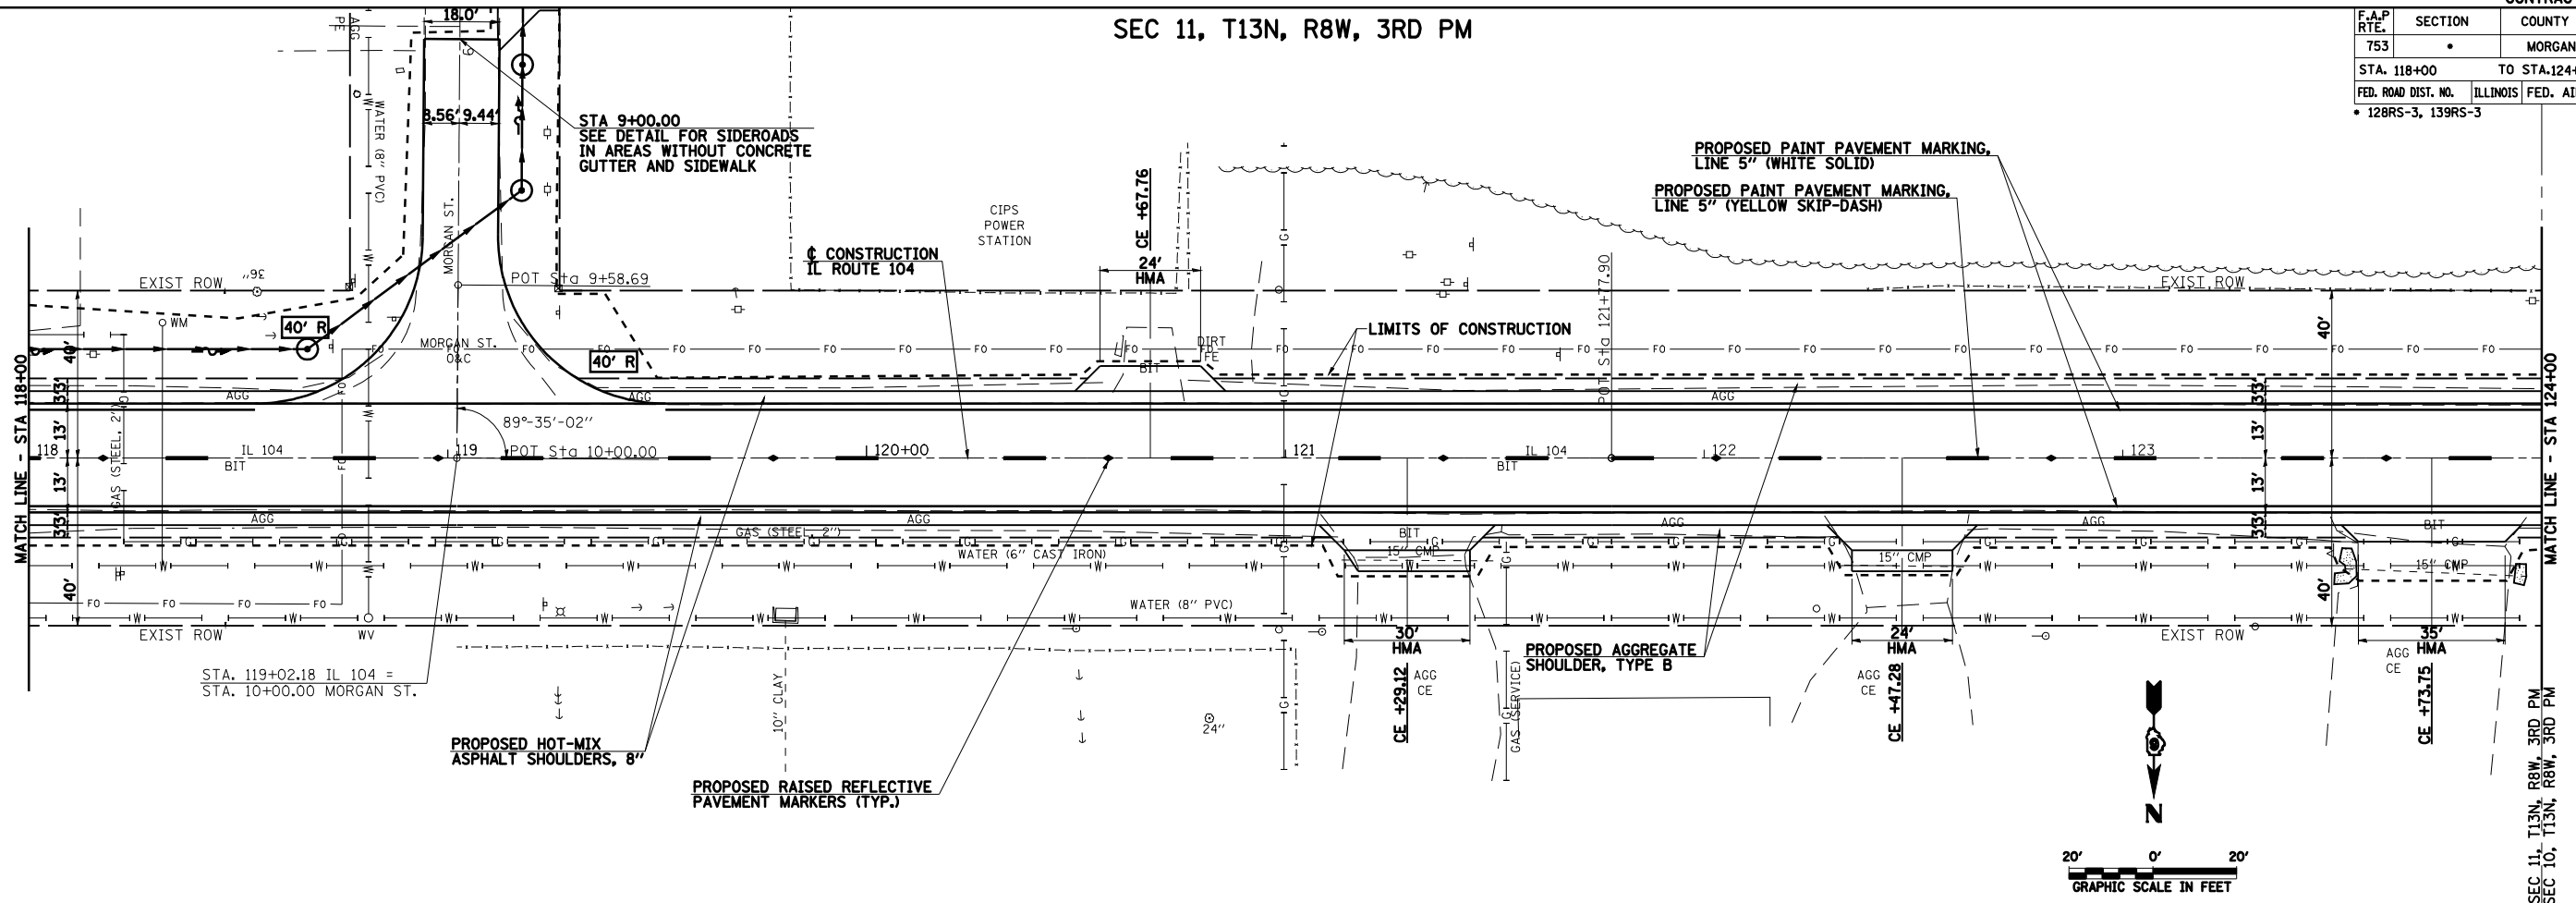 SEC 11, T13N, R8W, 3RD PM
F.A.P RTE.
SECTION
COUNTY
753
•
MORGAN
STA. 118+00 TO STA.124+
FED. ROAD DIST. NO.
ILLINOIS
FED. AI
* 128RS-3, 139RS-3
18.0'
AGG
PE
9
WATER (8" PVC)
W
8.56'
9.44'
STA 9+00.00
SEE DETAIL FOR SIDEROADS
IN AREAS WITHOUT CONCRETE
GUTTER AND SIDEWALK
MORGAN ST.
CIPS
POWER
STATION
CE +67.76
24'
HMA
PROPOSED PAINT PAVEMENT MARKING,
LINE 5" (WHITE SOLID)
PROPOSED PAINT PAVEMENT MARKING,
LINE 5" (YELLOW SKIP-DASH)
℄ CONSTRUCTION
IL ROUTE 104
EXIST ROW
36"
POT Sta 9+58.69
POT Sta 121+77.90
EXIST ROW
WM
40' R
40' R
MORGAN ST.
O&C
FO
DIRT
FE
BIT
LIMITS OF CONSTRUCTION
40'
40'
3'
3'
AGG
AGG
AGG
3'
3'
MATCH LINE - STA 118+00
MATCH LINE - STA 124+00
GAS (STEEL, 2")
13'
13'
89°-35'-02"
118
IL 104
BIT
119
POT Sta 10+00.00
120+00
121
IL 104
BIT
122
123
13'
13'
3'
3'
AGG
AGG
AGG
AGG
3'
3'
GAS (STEEL, 2")
G
WATER (6" CAST IRON)
BIT
15" CMP
15" CMP
BIT
15" CMP
40'
40'
FO
WATER (8" PVC)
WV
EXIST ROW
EXIST ROW
30'
HMA
24'
HMA
35'
HMA
PROPOSED AGGREGATE
SHOULDER, TYPE B
AGG
CE
AGG
CE
AGG
CE
CE +29.12
CE +47.28
CE +73.75
STA. 119+02.18 IL 104 =
STA. 10+00.00 MORGAN ST.
10" CLAY
24"
GAS (SERVICE)
PROPOSED HOT-MIX
ASPHALT SHOULDERS, 8"
PROPOSED RAISED REFLECTIVE
PAVEMENT MARKERS (TYP.)
N
20' 0' 20'
GRAPHIC SCALE IN FEET
SEC 11, T13N, R8W, 3RD PM
SEC 10, T13N, R8W, 3RD PM